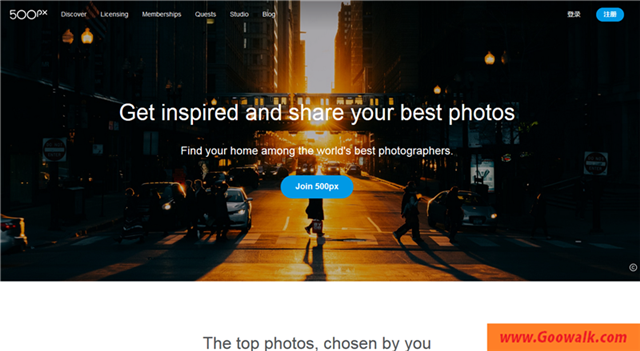 500px Discover Licensing Memberships Quests Studio Blog 登录 注册
Get inspired and share your best photos
Find your home among the world's best photographers.
Join 500px
©
The top photos, chosen by you
www.Goowalk.com